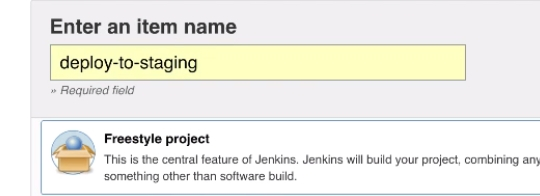 Enter an item name
deploy-to-staging
» Required field
Freestyle project
This is the central feature of Jenkins. Jenkins will build your project, combining any
something other than software build.